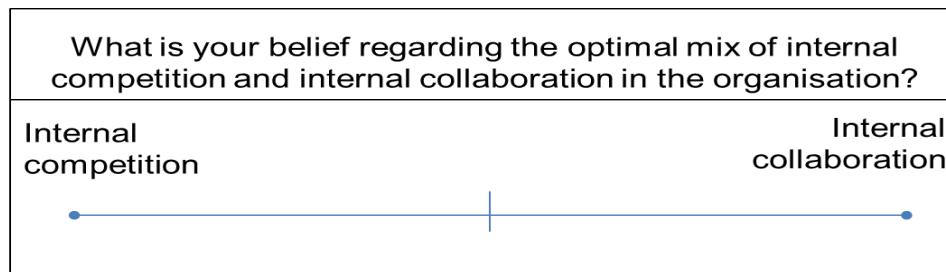 What is your belief regarding the optimal mix of internal
competition and internal collaboration in the organisation?
Internal
competition
Internal
collaboration